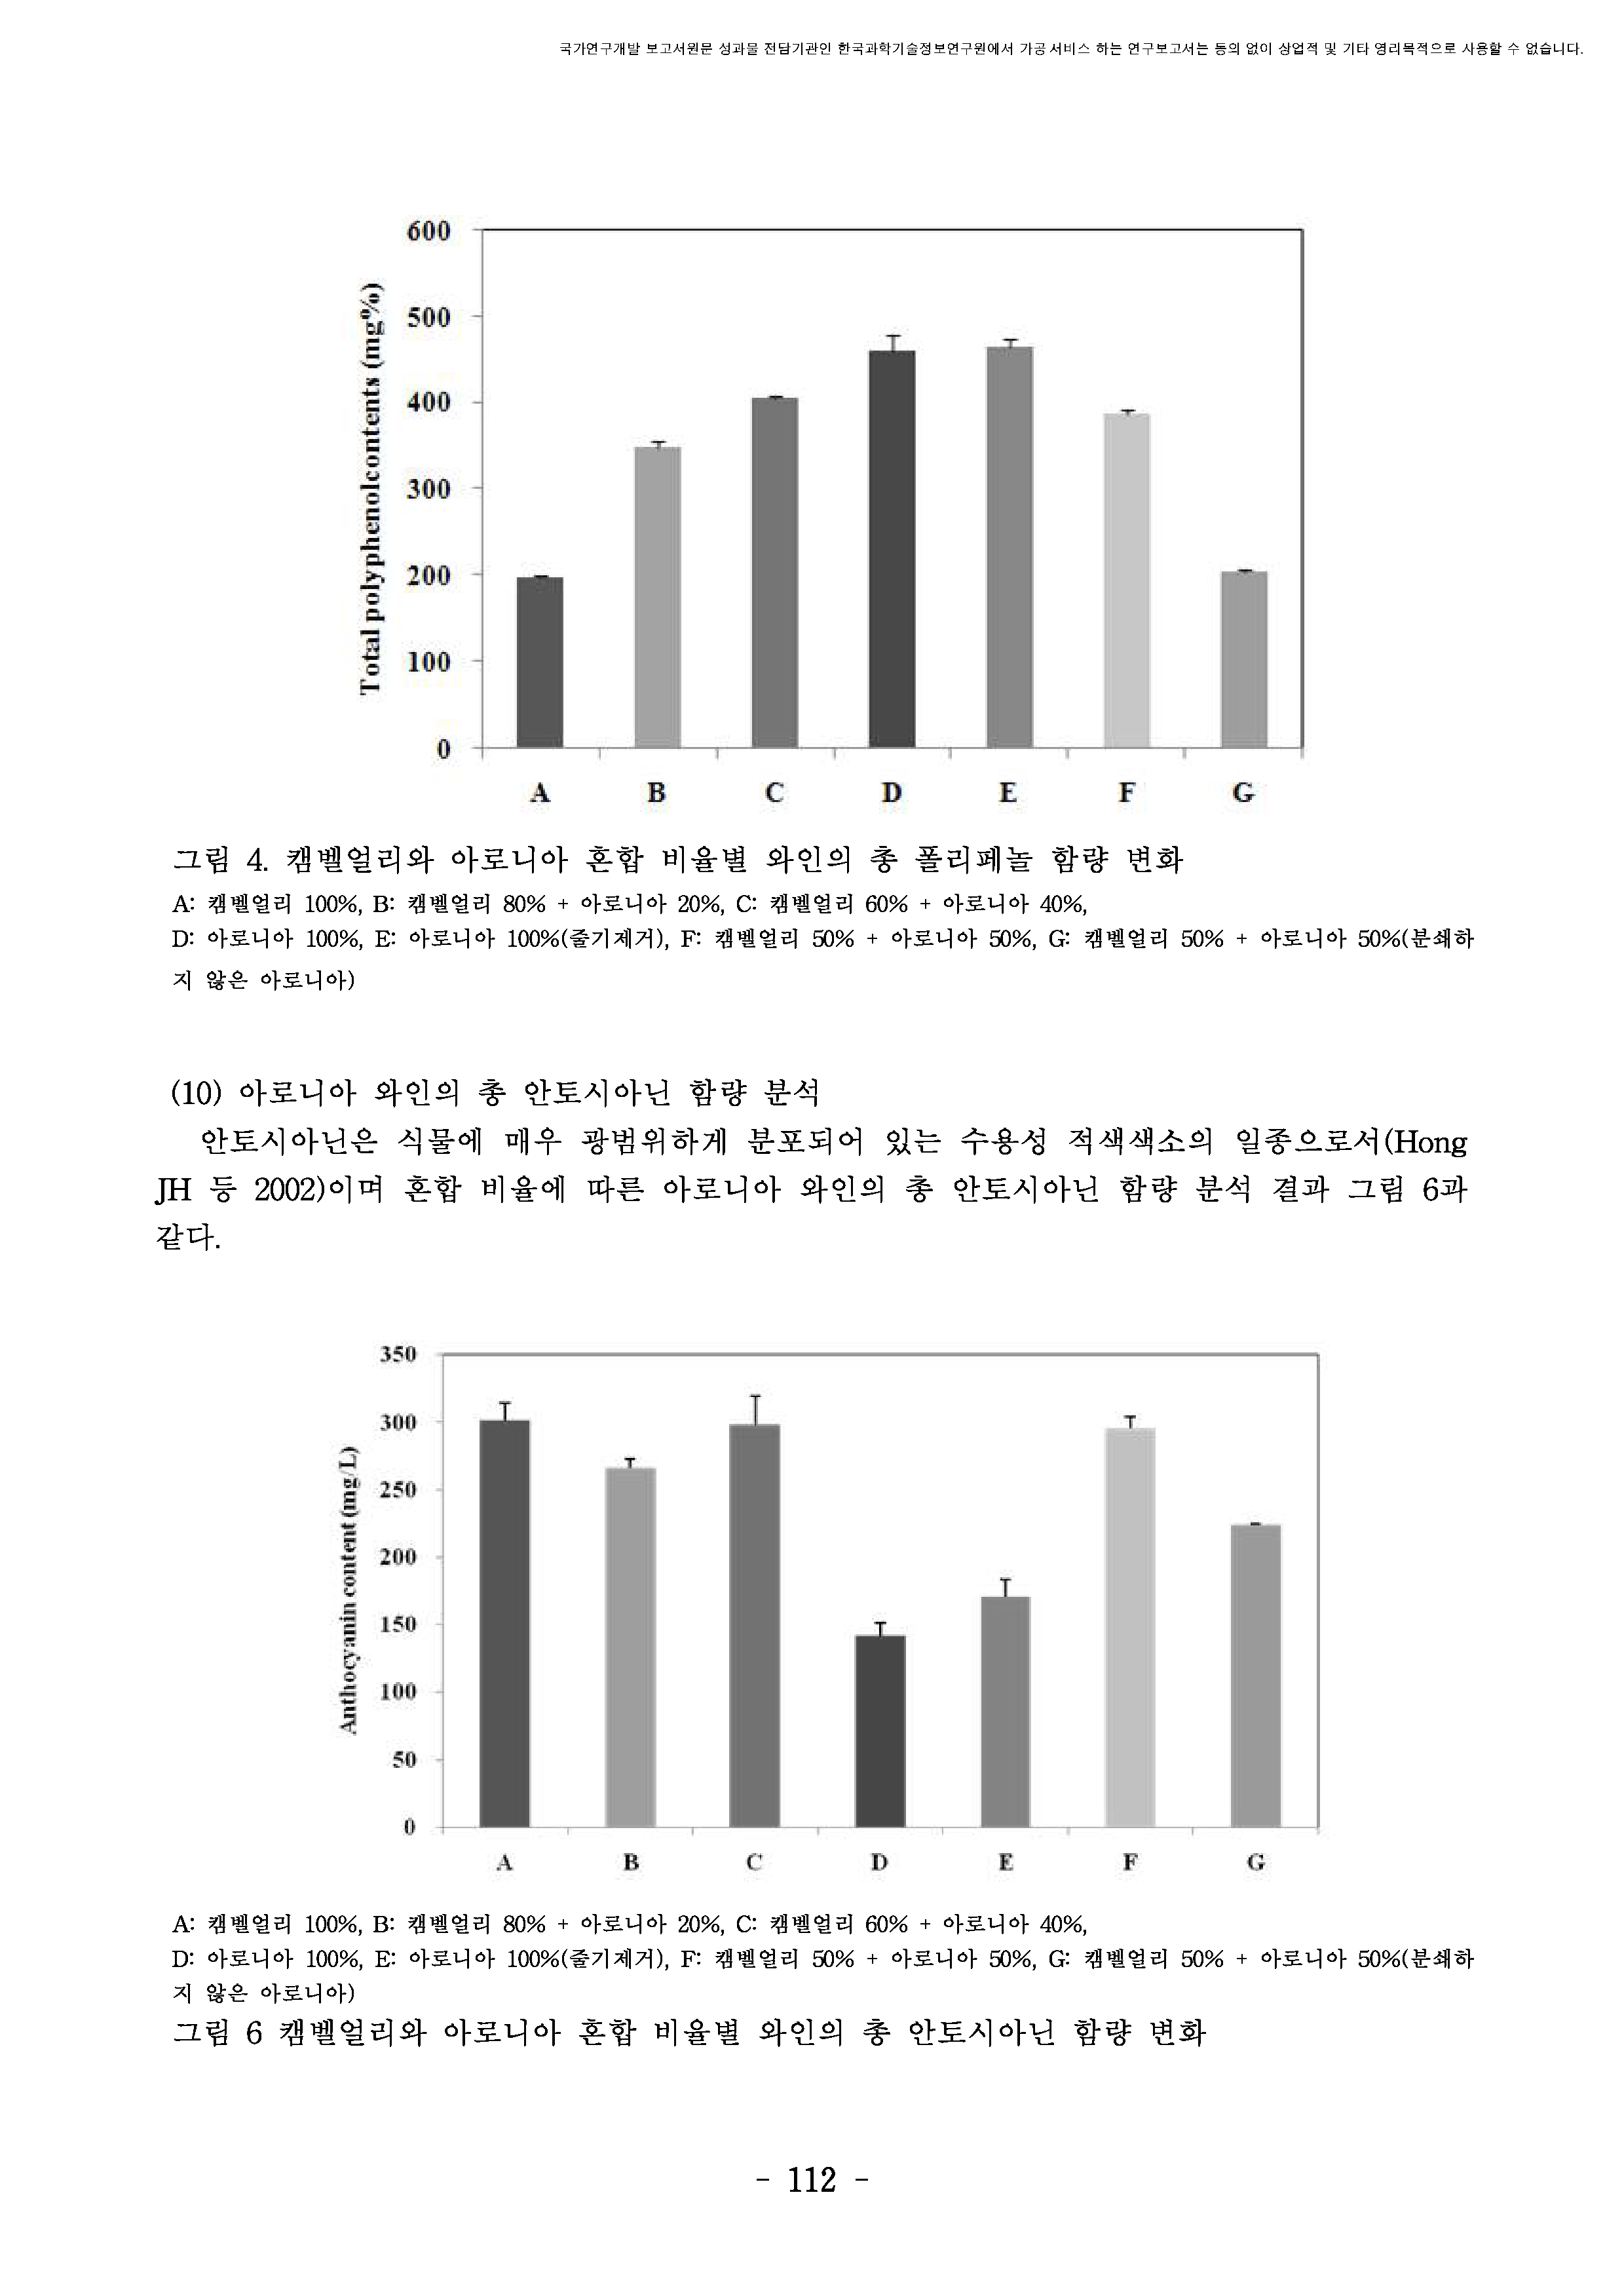 국가연구개발 보고서원문 성과물 전담기관인 한국과학기술정보연구원에서 가공·서비스 하는 연구보고서는 동의 없이 상업적 및 기타 영리목적으로 사용할 수 없습니다.
600
500
400
300
200
100
0
Total polyphenolcontents (mg%)
A B C D E F G
그림 4. 캠벨얼리와 아로니아 혼합 비율별 와인의 총 폴리페놀 함량 변화
A: 캠벨얼리 100%, B: 캠벨얼리 80% + 아로니아 20%, C: 캠벨얼리 60% + 아로니아 40%,
D: 아로니아 100%, E: 아로니아 100%(줄기제거), F: 캠벨얼리 50% + 아로니아 50%, G: 캠벨얼리 50% + 아로니아 50%(분쇄하
지 않은 아로니아)
(10) 아로니아 와인의 총 안토시아닌 함량 분석
안토시아닌은 식물에 매우 광범위하게 분포되어 있는 수용성 적색색소의 일종으로서(Hong
JH 등 2002)이며 혼합 비율에 따른 아로니아 와인의 총 안토시아닌 함량 분석 결과 그림 6과
같다.
350
300
250
200
150
100
50
0
Anthocyanin content (mg/L)
A B C D E F G
A: 캠벨얼리 100%, B: 캠벨얼리 80% + 아로니아 20%, C: 캠벨얼리 60% + 아로니아 40%,
D: 아로니아 100%, E: 아로니아 100%(줄기제거), F: 캠벨얼리 50% + 아로니아 50%, G: 캠벨얼리 50% + 아로니아 50%(분쇄하
지 않은 아로니아)
그림 6 캠벨얼리와 아로니아 혼합 비율별 와인의 총 안토시아닌 함량 변화
- 112 -